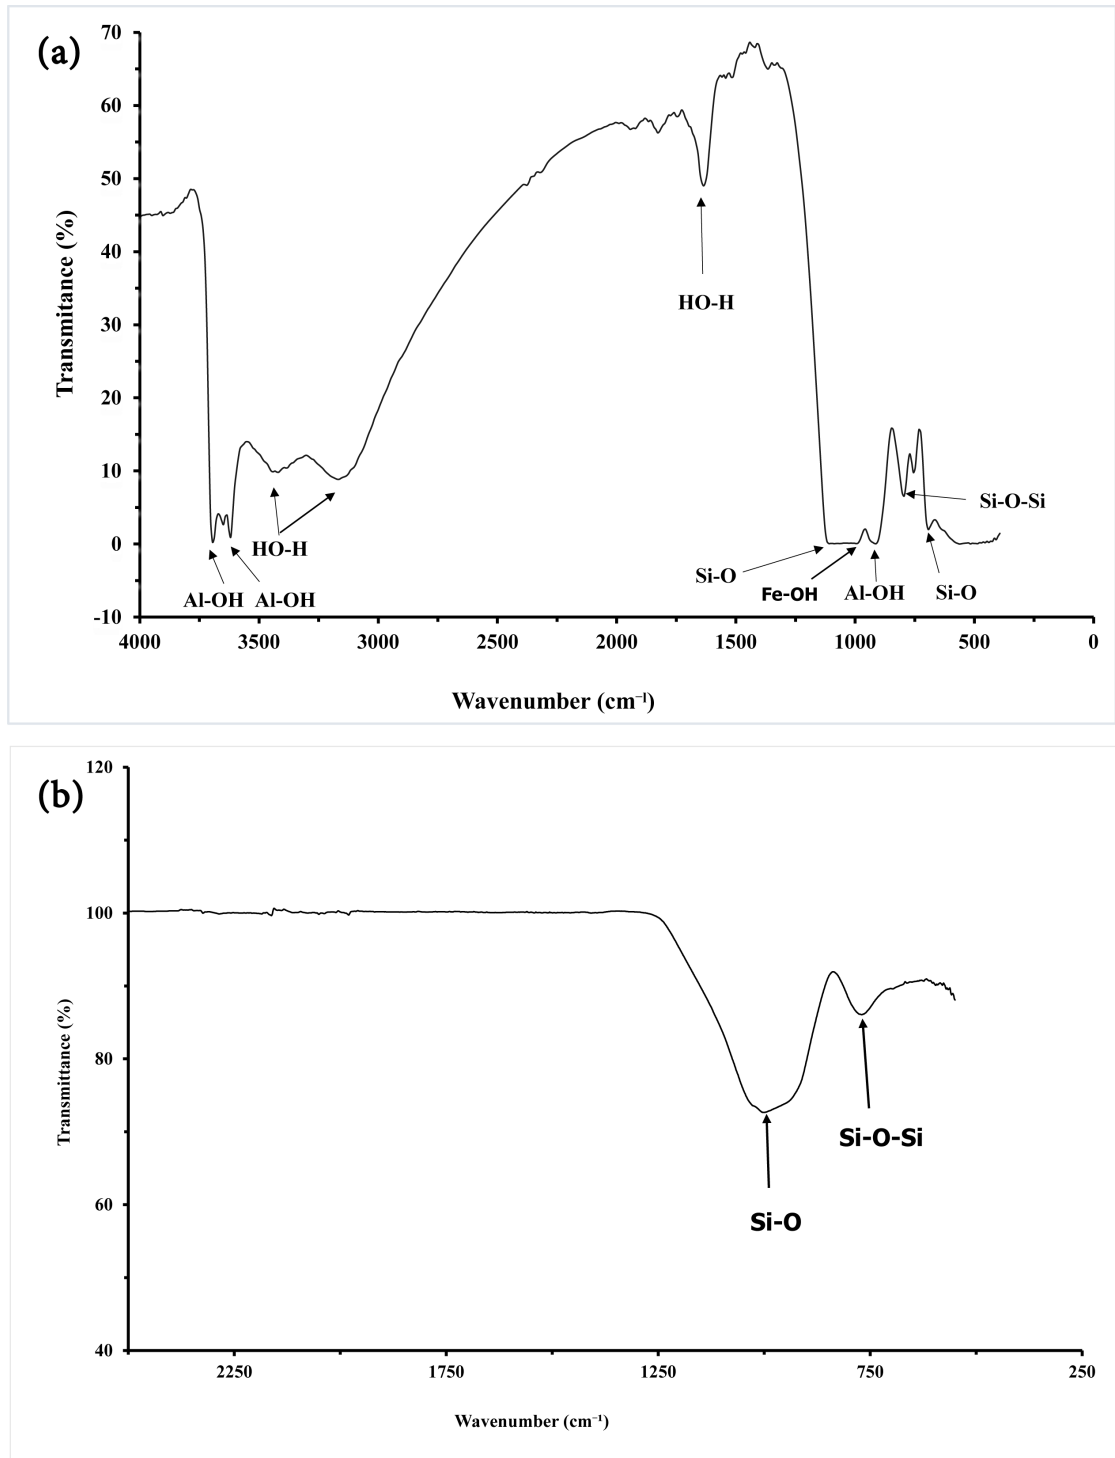 (a)
70
60
50
40
30
20
10
0
-10
Transmitance (%)
HO-H
Si-O-Si
HO-H
Si-O
Fe-OH
Al-OH
Si-O
Al-OH
Al-OH
4000 3500 3000 2500 2000 1500 1000 500 0
Wavenumber (cm⁻¹)
(b)
120
100
80
60
40
Transmittance (%)
Si-O-Si
Si-O
2250 1750 1250 750 250
Wavenumber (cm⁻¹)